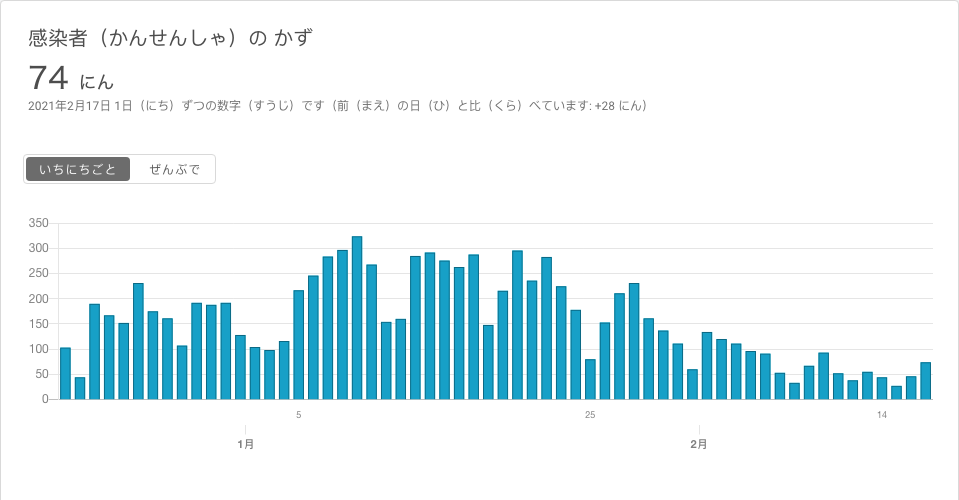 感染者（かんせんしゃ）の かず
74 にん
2021年2月17日 1日（にち）ずつの数字（すうじ）です（前（まえ）の日（ひ）と比（くら）べています: +28 にん）
いちにちごと ぜんぶで
350
300
250
200
150
100
50
0
5 25 14
1月 2月